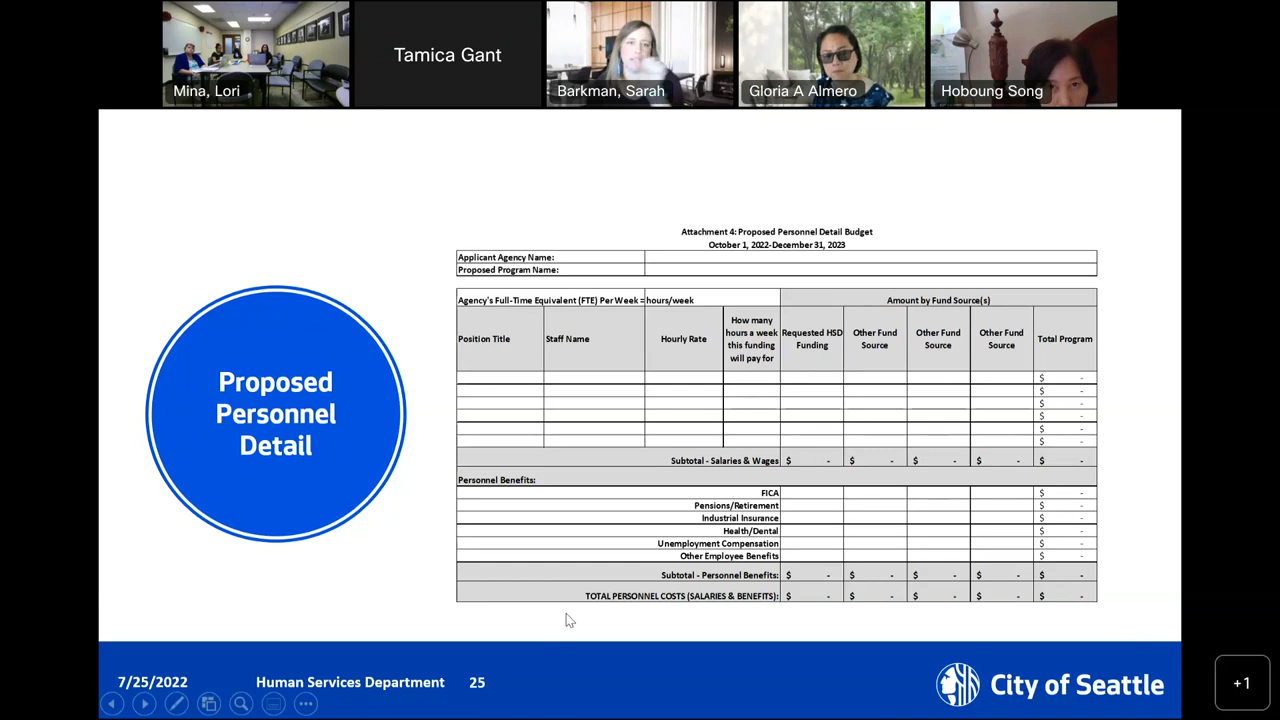 Mina, Lori
Tamica Gant
Barkman, Sarah
Gloria A Almero
Hoboung Song
Attachment 4: Proposed Personnel Detail Budget
October 1, 2022-December 31, 2023
Applicant Agency Name:
Proposed Program Name:
Agency's Full-Time Equivalent (FTE) Per Week = hours/week
Amount by Fund Source(s)
Position Title
Staff Name
Hourly Rate
How many
hours a week
this funding
will pay for
Requested HSD
Funding
Other Fund
Source
Other Fund
Source
Other Fund
Source
Total Program
$ -
$ -
$ -
$ -
$ -
$ -
Subtotal - Salaries & Wages $ - $ - $ - $ - $ -
Personnel Benefits:
FICA $ -
Pensions/Retirement $ -
Industrial Insurance $ -
Health/Dental $ -
Unemployment Compensation $ -
Other Employee Benefits $ -
Subtotal - Personnel Benefits: $ - $ - $ - $ - $ -
TOTAL PERSONNEL COSTS (SALARIES & BENEFITS): $ - $ - $ - $ - $ -
Proposed
Personnel
Detail
7/25/2022 Human Services Department 25
City of Seattle
+1